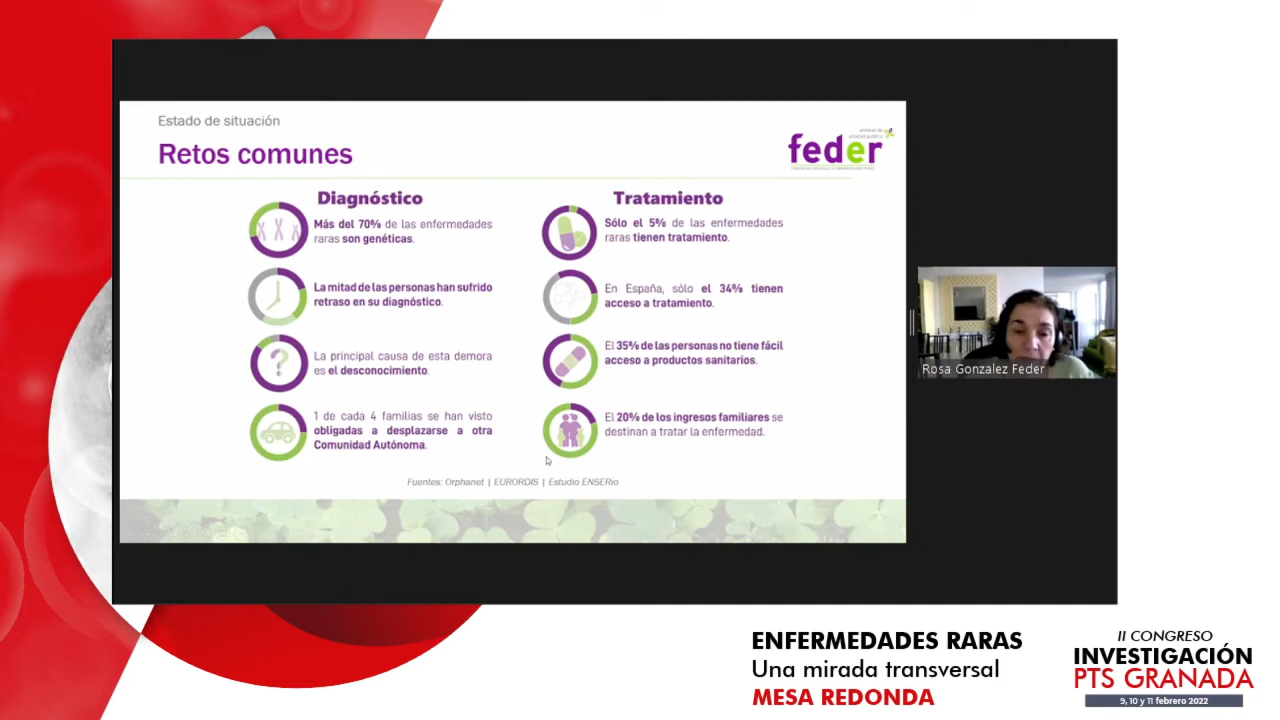 Estado de situación
Retos comunes
feder
Diagnóstico
Más del 70% de las enfermedades
raras son genéticas.
La mitad de las personas han sufrido
retraso en su diagnóstico.
La principal causa de esta demora
es el desconocimiento.
1 de cada 4 familias se han visto
obligadas a desplazarse a otra
Comunidad Autónoma.
Tratamiento
Sólo el 5% de las enfermedades
raras tienen tratamiento.
En España, sólo el 34% tienen
acceso a tratamiento.
El 35% de las personas no tiene fácil
acceso a productos sanitarios.
El 20% de los ingresos familiares se
destinan a tratar la enfermedad.
Fuentes: Orphanet | EURORDIS | Estudio ENSERio
Rosa Gonzalez Feder
ENFERMEDADES RARAS
Una mirada transversal
MESA REDONDA
II CONGRESO
INVESTIGACIÓN
PTS GRANADA
9, 10 y 11 febrero 2022